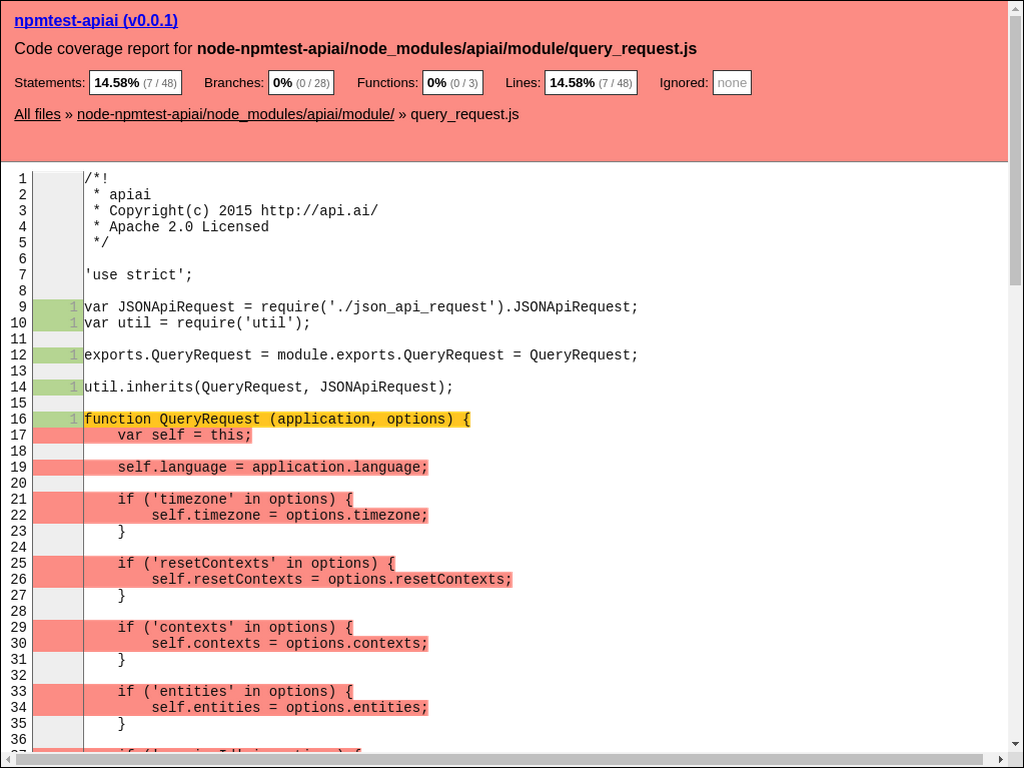 npmtest-apiai (v0.0.1)
Code coverage report for node-npmtest-apiai/node_modules/apiai/module/query_request.js
Statements: 14.58% (7 / 48) Branches: 0% (0 / 28) Functions: 0% (0 / 3) Lines: 14.58% (7 / 48) Ignored: none
All files » node-npmtest-apiai/node_modules/apiai/module/ » query_request.js
1 /*!
2  * apiai
3  * Copyright(c) 2015 http://api.ai/
4  * Apache 2.0 Licensed
5  */
6
7 'use strict';
8
9 1 var JSONApiRequest = require('./json_api_request').JSONApiRequest;
10 1 var util = require('util');
11
12 1 exports.QueryRequest = module.exports.QueryRequest = QueryRequest;
13
14 1 util.inherits(QueryRequest, JSONApiRequest);
15
16 1 function QueryRequest (application, options) {
17     var self = this;
18
19     self.language = application.language;
20
21     if ('timezone' in options) {
22         self.timezone = options.timezone;
23     }
24
25     if ('resetContexts' in options) {
26         self.resetContexts = options.resetContexts;
27     }
28
29     if ('contexts' in options) {
30         self.contexts = options.contexts;
31     }
32
33     if ('entities' in options) {
34         self.entities = options.entities;
35     }
36